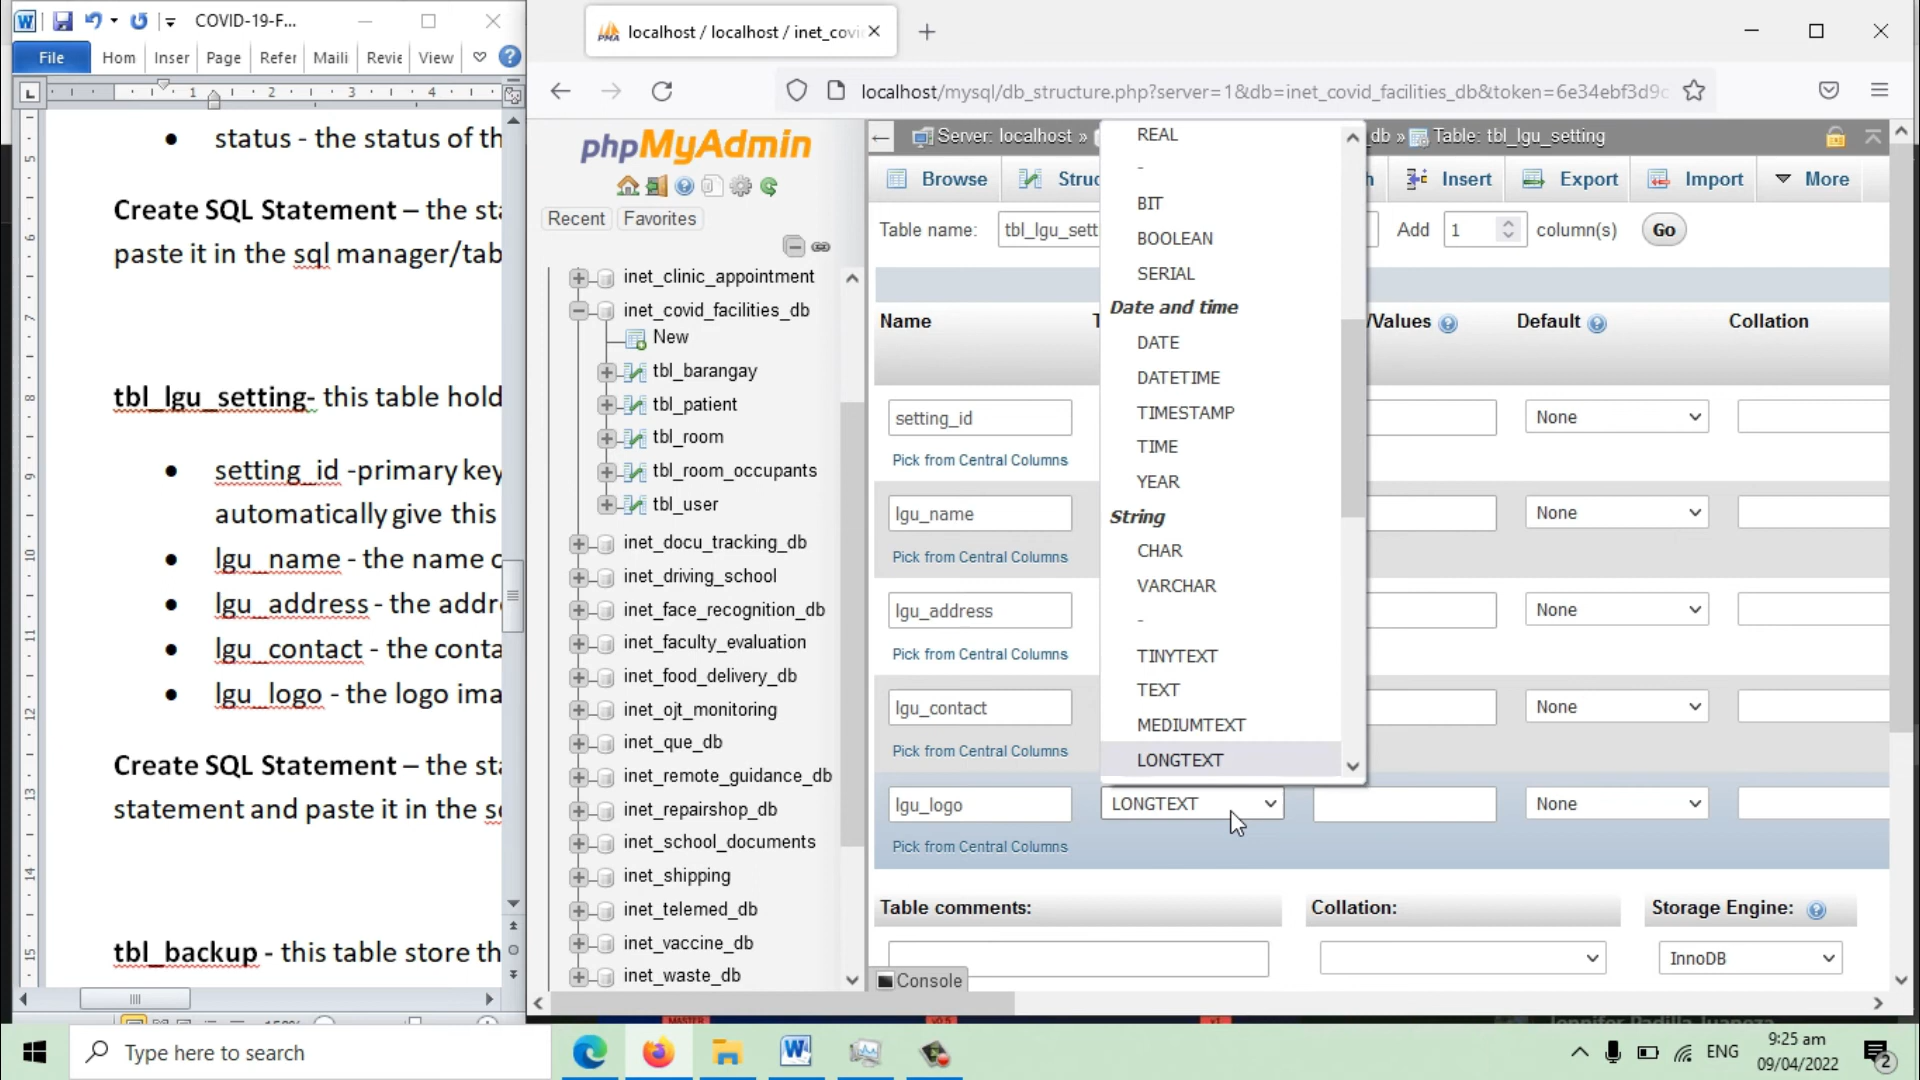 COVID-19-F...
File
Hom
Inser
Page
Refer
Maili
Revie
View
1
2
3
4
status - the status of th
Create SQL Statement – the sta
paste it in the sql manager/tab
tbl_lgu_setting- this table hold
setting_id -primary key
automatically give this
lgu_name - the name o
lgu_address - the addre
lgu_contact - the conta
lgu_logo - the logo ima
Create SQL Statement – the sta
statement and paste it in the s
tbl_backup - this table store th
localhost / localhost / inet_covi
localhost/mysql/db_structure.php?server=1&db=inet_covid_facilities_db&token=6e34ebf3d9c
phpMyAdmin
Recent
Favorites
inet_clinic_appointment
inet_covid_facilities_db
New
tbl_barangay
tbl_patient
tbl_room
tbl_room_occupants
tbl_user
inet_docu_tracking_db
inet_driving_school
inet_face_recognition_db
inet_faculty_evaluation
inet_food_delivery_db
inet_ojt_monitoring
inet_que_db
inet_remote_guidance_db
inet_repairshop_db
inet_school_documents
inet_shipping
inet_telemed_db
inet_vaccine_db
inet_waste_db
Server: localhost »
db » Table: tbl_lgu_setting
Browse
Struc
h
Insert
Export
Import
More
Table name:
tbl_lgu_sett
Add
1
column(s)
Go
Name
T
/Values
Default
Collation
setting_id
None
Pick from Central Columns
lgu_name
None
Pick from Central Columns
lgu_address
None
Pick from Central Columns
lgu_contact
None
Pick from Central Columns
lgu_logo
LONGTEXT
None
Pick from Central Columns
REAL
-
BIT
BOOLEAN
SERIAL
Date and time
DATE
DATETIME
TIMESTAMP
TIME
YEAR
String
CHAR
VARCHAR
-
TINYTEXT
TEXT
MEDIUMTEXT
LONGTEXT
Table comments:
Collation:
Storage Engine:
InnoDB
Console
Type here to search
ENG
9:25 am
09/04/2022
2